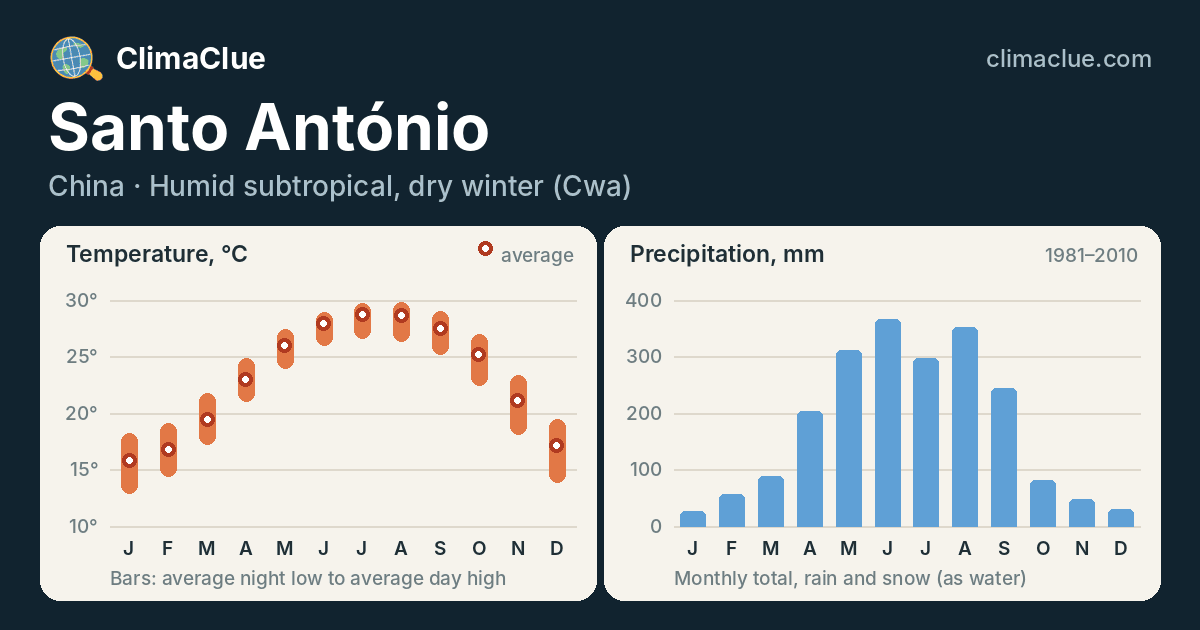 ClimaClue
climaclue.com
Santo António
China · Humid subtropical, dry winter (Cwa)
Temperature, °C
average
30°
25°
20°
15°
10°
J F M A M J J A S O N D
Bars: average night low to average day high
Precipitation, mm
1981–2010
400
300
200
100
0
J F M A M J J A S O N D
Monthly total, rain and snow (as water)